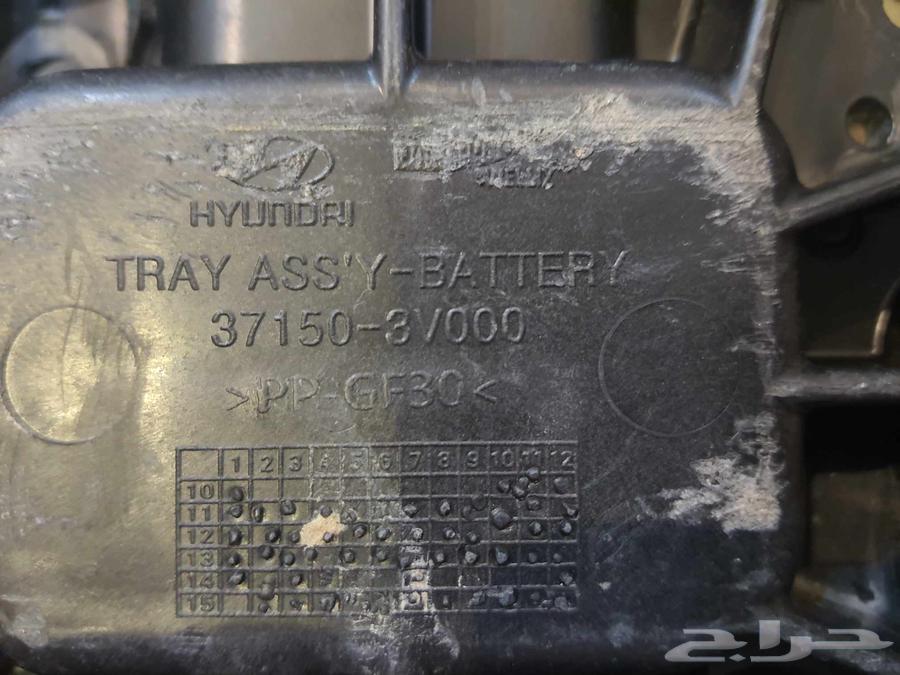 HYUNDAI
TRAY ASS'Y-BATTERY
37150-3V000
>PP-GF30<
1 2 3 4 5 6 7 8 9 10 11 12
10
11
12
13
14
15
حراج